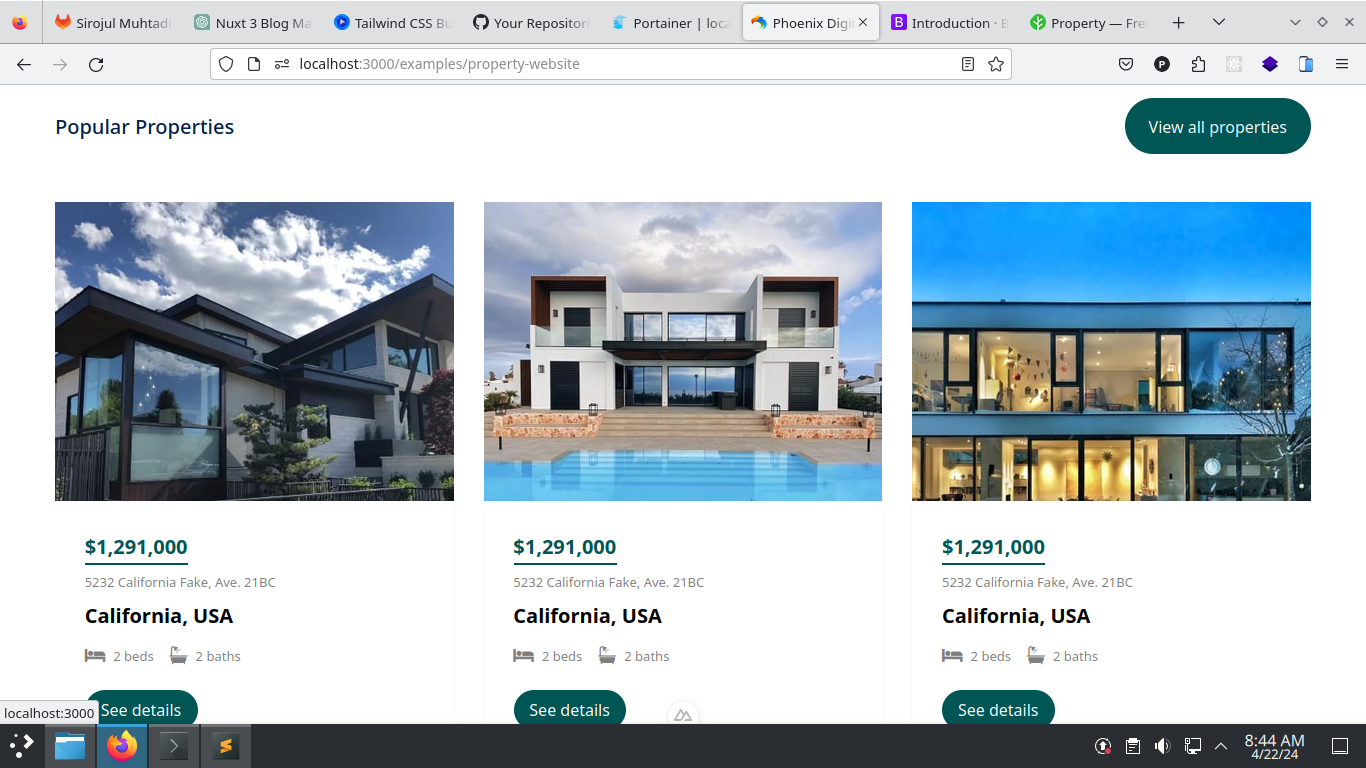 Sirojul Muhtadi
Nuxt 3 Blog Ma
Tailwind CSS Bu
Your Repositori
Portainer | loca
Phoenix Digi
Introduction · B
Property — Fre
localhost:3000/examples/property-website
Popular Properties
View all properties
$1,291,000
5232 California Fake, Ave. 21BC
California, USA
2 beds 2 baths
See details
$1,291,000
5232 California Fake, Ave. 21BC
California, USA
2 beds 2 baths
See details
$1,291,000
5232 California Fake, Ave. 21BC
California, USA
2 beds 2 baths
See details
localhost:3000
8:44 AM
4/22/24